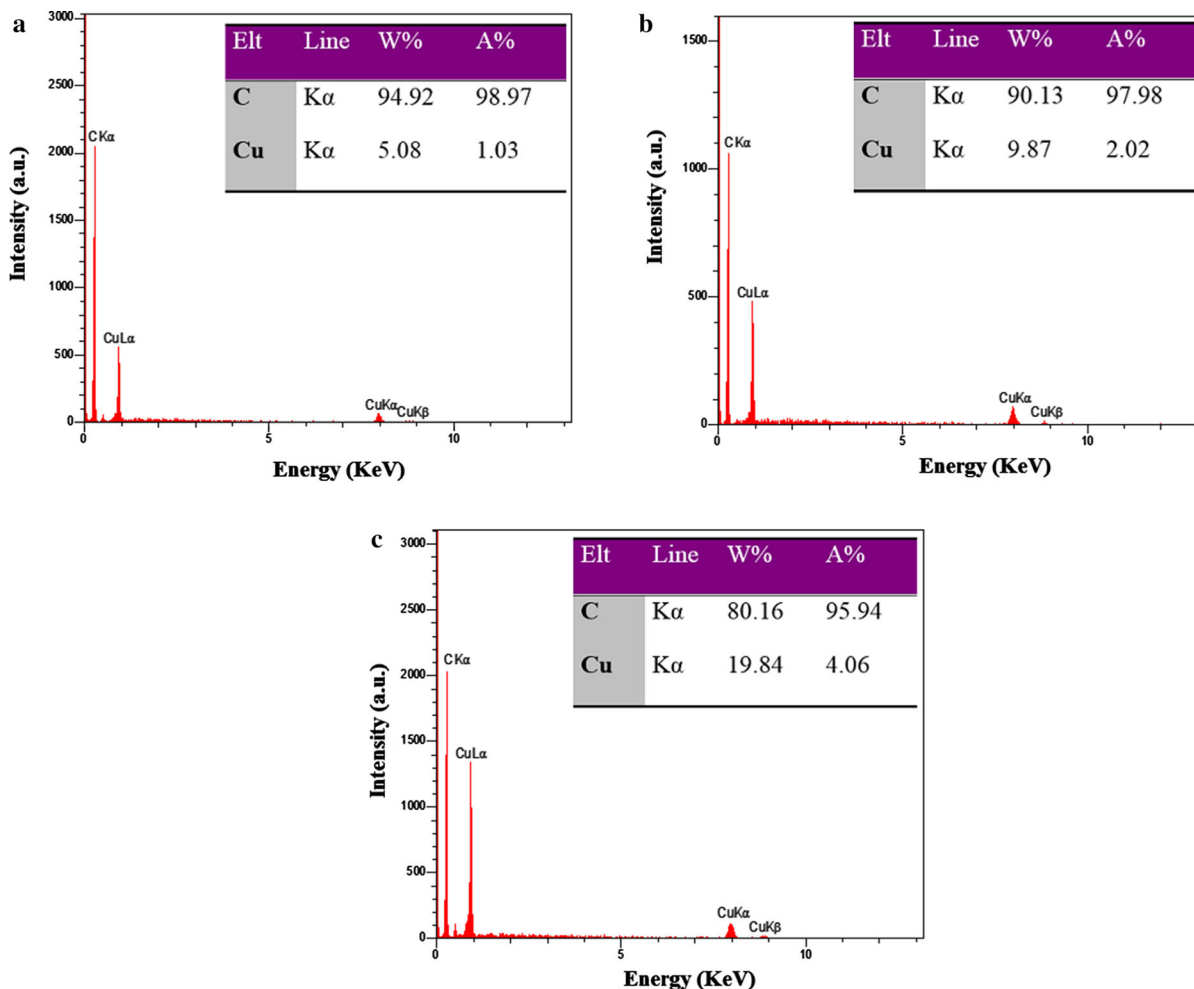 a
3000
2500
2000
1500
1000
500
0
0
5
10
Intensity (a.u.)
Energy (KeV)
C Kα
CuLα
CuKα
CuKβ
Elt Line W% A%
C Kα 94.92 98.97
Cu Kα 5.08 1.03
b
1500
1000
500
0
0
5
10
Intensity (a.u.)
Energy (KeV)
C Kα
CuLα
CuKα
CuKβ
Elt Line W% A%
C Kα 90.13 97.98
Cu Kα 9.87 2.02
c
3000
2500
2000
1500
1000
500
0
0
5
10
Intensity (a.u.)
Energy (KeV)
C Kα
CuLα
CuKα
CuKβ
Elt Line W% A%
C Kα 80.16 95.94
Cu Kα 19.84 4.06